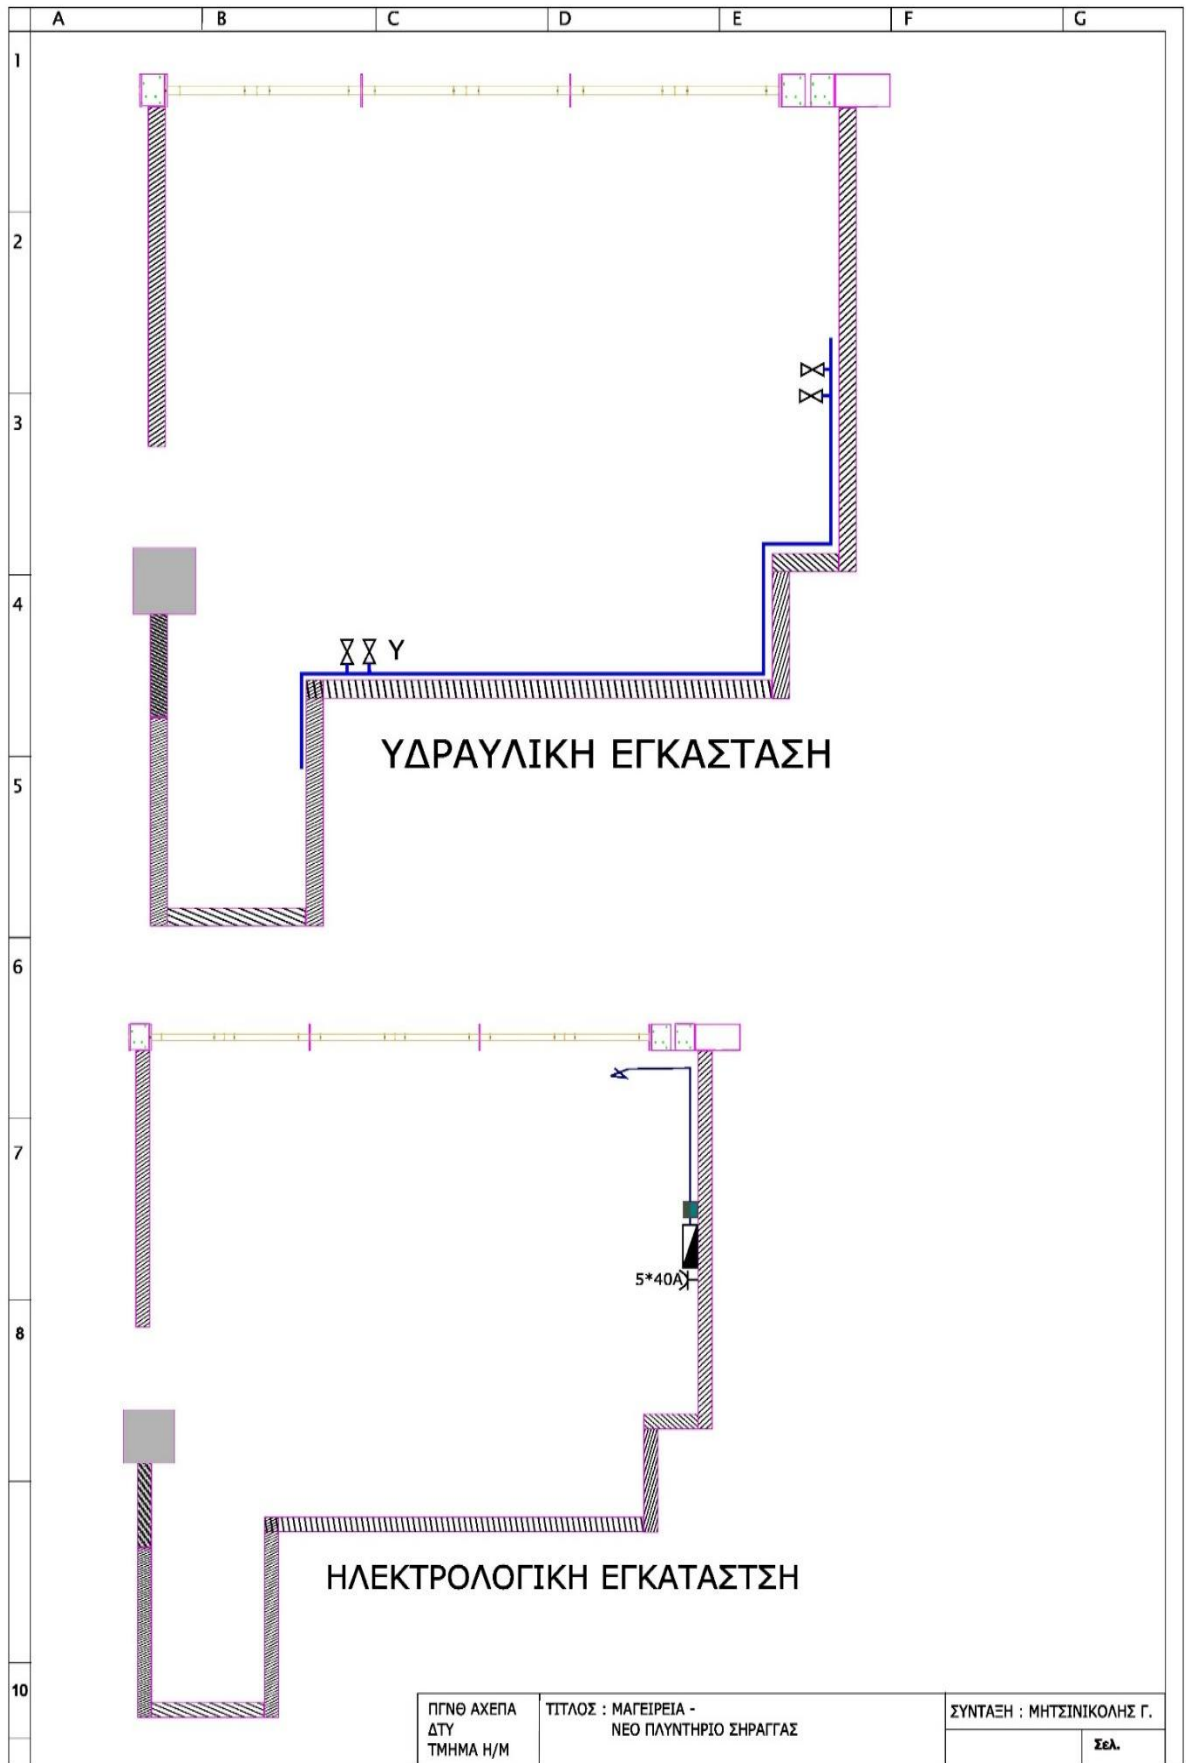 A B C D E F G
1
2
3
4
Υ
ΥΔΡΑΥΛΙΚΗ ΕΓΚΑΣΤΑΣΗ
5
6
7
5*40A
8
ΗΛΕΚΤΡΟΛΟΓΙΚΗ ΕΓΚΑΤΑΣΤΣΗ
10
ΠΓΝΘ ΑΧΕΠΑ
ΔΤΥ
ΤΜΗΜΑ Η/Μ
ΤΙΤΛΟΣ : ΜΑΓΕΙΡΕΙΑ -
ΝΕΟ ΠΛΥΝΤΗΡΙΟ ΣΗΡΑΓΓΑΣ
ΣΥΝΤΑΞΗ : ΜΗΤΣΙΝΙΚΟΛΗΣ Γ.
Σελ.